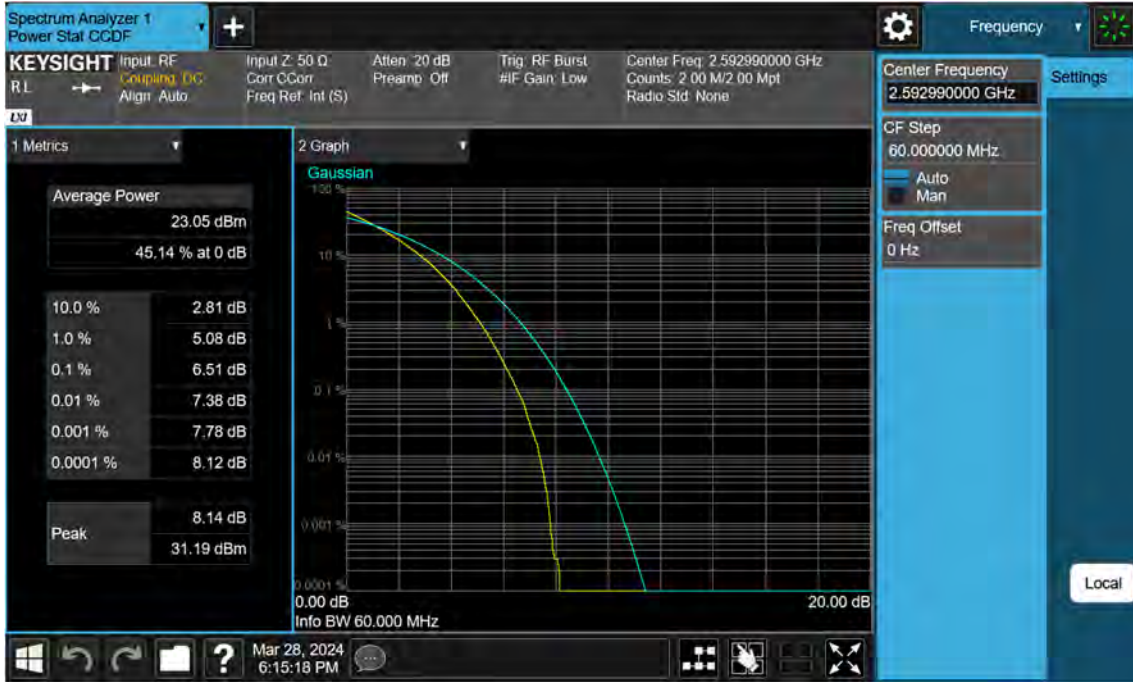 Spectrum Analyzer 1
Power Stat CCDF
Frequency
KEYSIGHT
R L
LXI
Input: RF
Coupling: DC
Align: Auto
Input Z: 50 Ω
Corr CCorr
Freq Ref: Int (S)
Atten: 20 dB
Preamp: Off
Trig: RF Burst
#IF Gain: Low
Center Freq: 2.592990000 GHz
Counts: 2.00 M/2.00 Mpt
Radio Std: None
Center Frequency
2.592990000 GHz
Settings
CF Step
60.000000 MHz
Auto
Man
Freq Offset
0 Hz
Local
1 Metrics
Average Power
23.05 dBm
45.14 % at 0 dB
10.0 % 2.81 dB
1.0 % 5.08 dB
0.1 % 6.51 dB
0.01 % 7.38 dB
0.001 % 7.78 dB
0.0001 % 8.12 dB
Peak 8.14 dB
31.19 dBm
2 Graph
Gaussian
100 %
10 %
1 %
0.1 %
0.01 %
0.001 %
0.0001 %
0.00 dB 20.00 dB
Info BW 60.000 MHz
?
Mar 28, 2024
6:15:18 PM